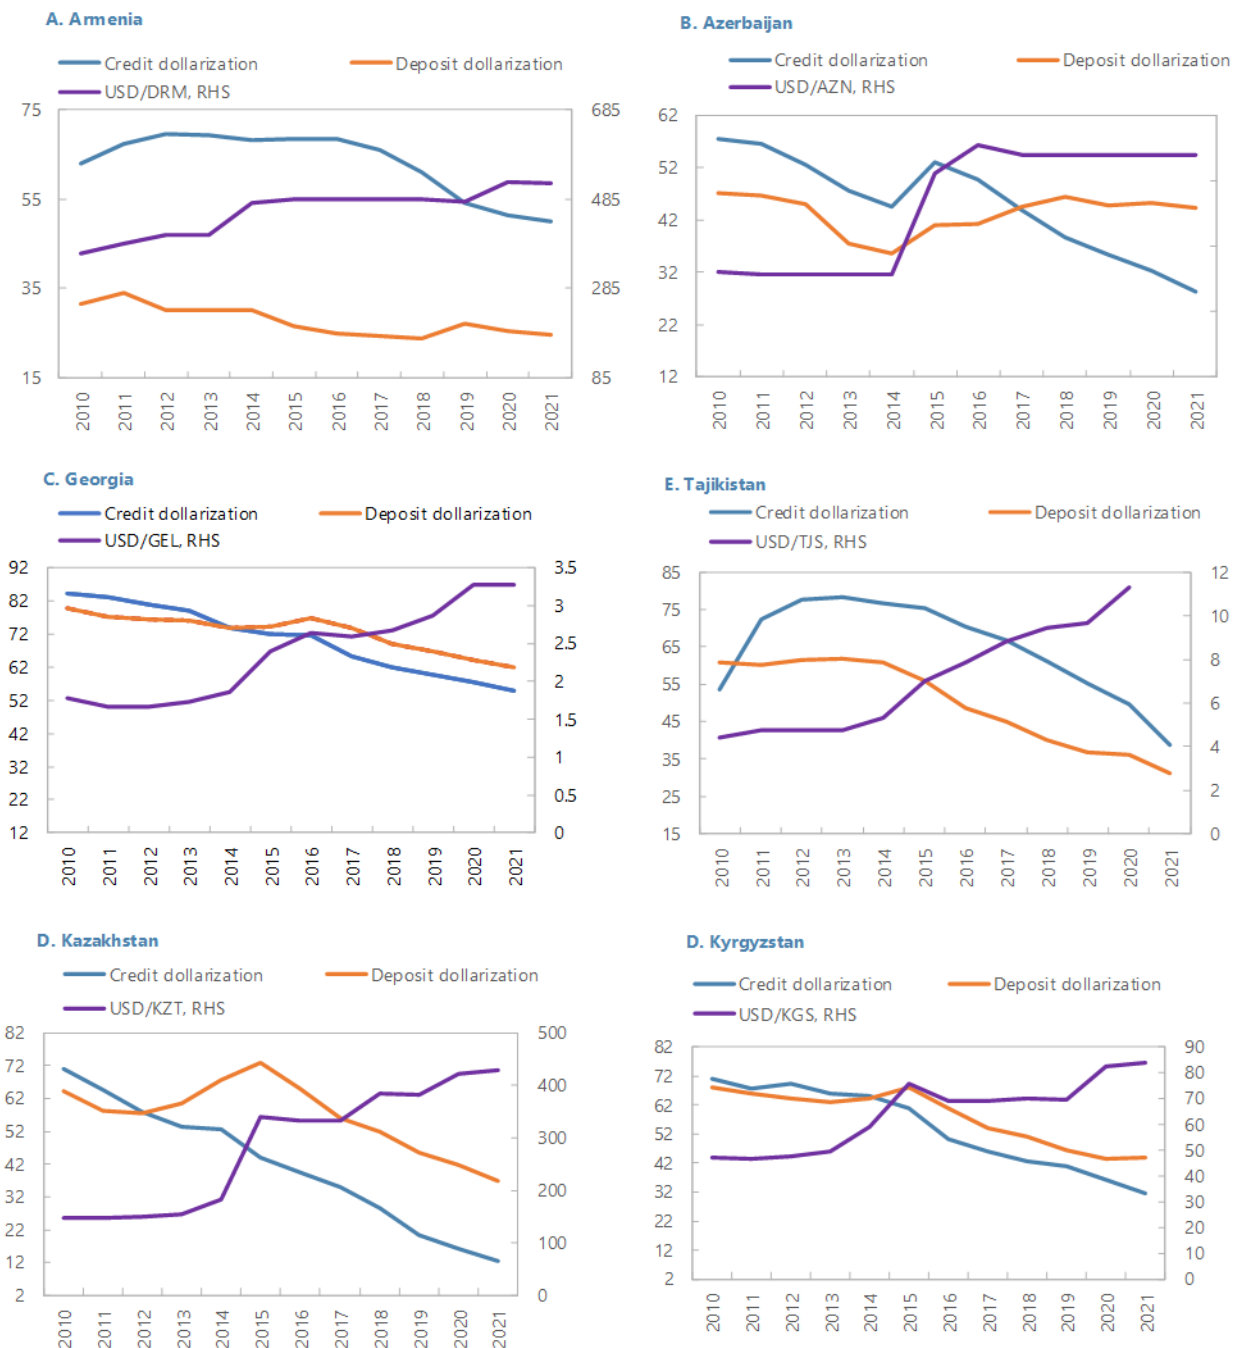 A. Armenia
Credit dollarization Deposit dollarization
USD/DRM, RHS
75 685
55 485
35 285
15 85
2010 2011 2012 2013 2014 2015 2016 2017 2018 2019 2020 2021
B. Azerbaijan
Credit dollarization Deposit dollarization
USD/AZN, RHS
62
52
42
32
22
12
2010 2011 2012 2013 2014 2015 2016 2017 2018 2019 2020 2021
C. Georgia
Credit dollarization Deposit dollarization
USD/GEL, RHS
92 3.5
82 3
72 2.5
62 2
52 1.5
42 1
32 0.5
22 0
12
2010 2011 2012 2013 2014 2015 2016 2017 2018 2019 2020 2021
E. Tajikistan
Credit dollarization Deposit dollarization
USD/TJS, RHS
85 12
75 10
65 8
55 6
45 4
35 2
25 0
15
2010 2011 2012 2013 2014 2015 2016 2017 2018 2019 2020 2021
D. Kazakhstan
Credit dollarization Deposit dollarization
USD/KZT, RHS
82 500
72 400
62 300
52 200
42 100
32 0
22
12
2
2010 2011 2012 2013 2014 2015 2016 2017 2018 2019 2020 2021
D. Kyrgyzstan
Credit dollarization Deposit dollarization
USD/KGS, RHS
82 90
72 80
62 70
52 60
42 50
32 40
22 30
12 20
2 10
0
2010 2011 2012 2013 2014 2015 2016 2017 2018 2019 2020 2021